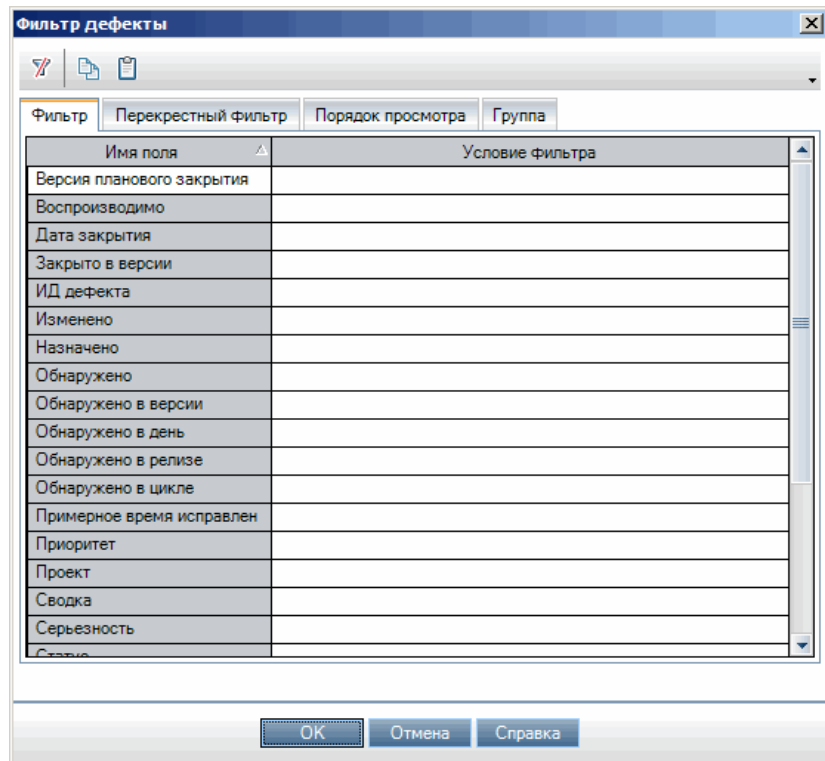 Фильтр дефекты
Фильтр Перекрестный фильтр Порядок просмотра Группа
Имя поля Условие фильтра
Версия планового закрытия
Воспроизводимо
Дата закрытия
Закрыто в версии
ИД дефекта
Изменено
Назначено
Обнаружено
Обнаружено в версии
Обнаружено в день
Обнаружено в релизе
Обнаружено в цикле
Примерное время исправлен
Приоритет
Проект
Сводка
Серьезность
Статус
OK Отмена Справка